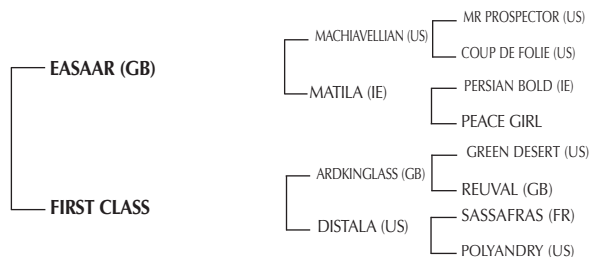 MR PROSPECTOR (US)
MACHIAVELLIAN (US)
COUP DE FOLIE (US)
EASAAR (GB)
PERSIAN BOLD (IE)
MATILA (IE)
PEACE GIRL
GREEN DESERT (US)
ARDKINGLASS (GB)
REUVAL (GB)
FIRST CLASS
SASSAFRAS (FR)
DISTALA (US)
POLYANDRY (US)